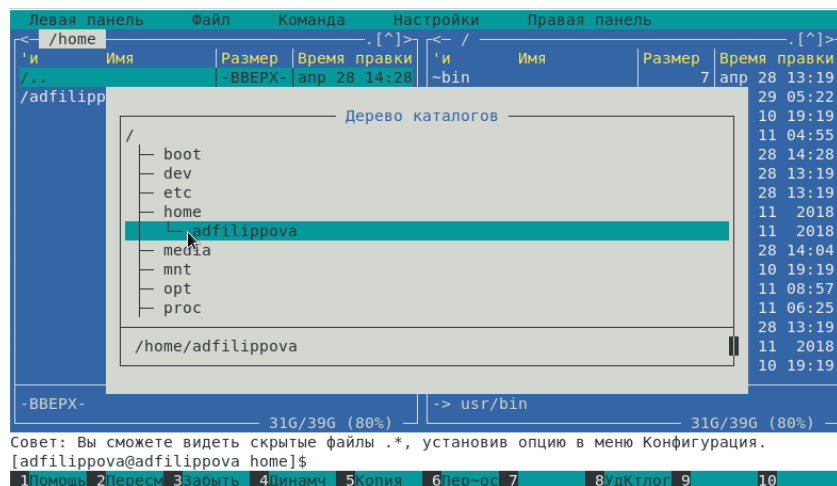 Левая панель Файл Команда Настройки Правая панель
<─ /home ─.[^]> <─ / ─.[^]>
'и Имя Размер Время правки 'и Имя Размер Время правки
/.. -ВВЕРХ- апр 28 14:28 ~bin 7 апр 28 13:19
/adfilipp 29 05:22
Дерево каталогов 10 19:19
/ 11 04:55
├─ boot 28 14:28
├─ dev 28 13:19
├─ etc 28 13:19
├─ home 11 2018
└─ adfilippova 11 2018
├─ media 28 14:04
├─ mnt 10 19:19
├─ opt 11 08:57
├─ proc 11 06:25
28 13:19
/home/adfilippova 11 2018
10 19:19
-ВВЕРХ- -> usr/bin
31G/39G (80%) 31G/39G (80%)
Совет: Вы сможете видеть скрытые файлы .*, установив опцию в меню Конфигурация.
[adfilippova@adfilippova home]$
1Помощь 2Пересм 3Забыть 4Динамч 5Копия 6Пер~ос 7 8УдКтлог 9 10